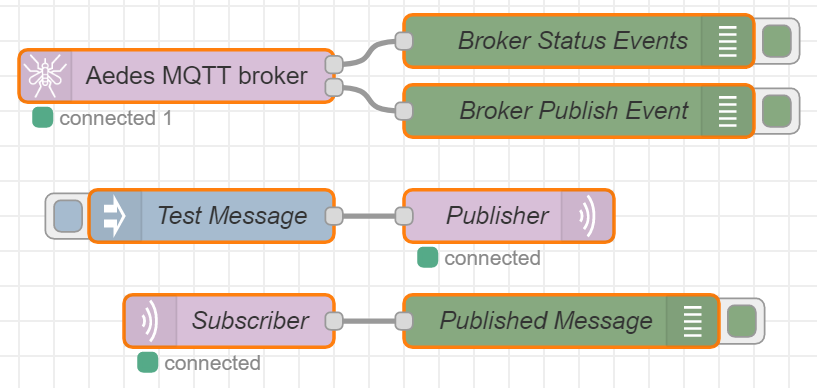 Broker Status Events
Aedes MQTT broker
Broker Publish Event
connected 1
Test Message
Publisher
connected
Subscriber
Published Message
connected